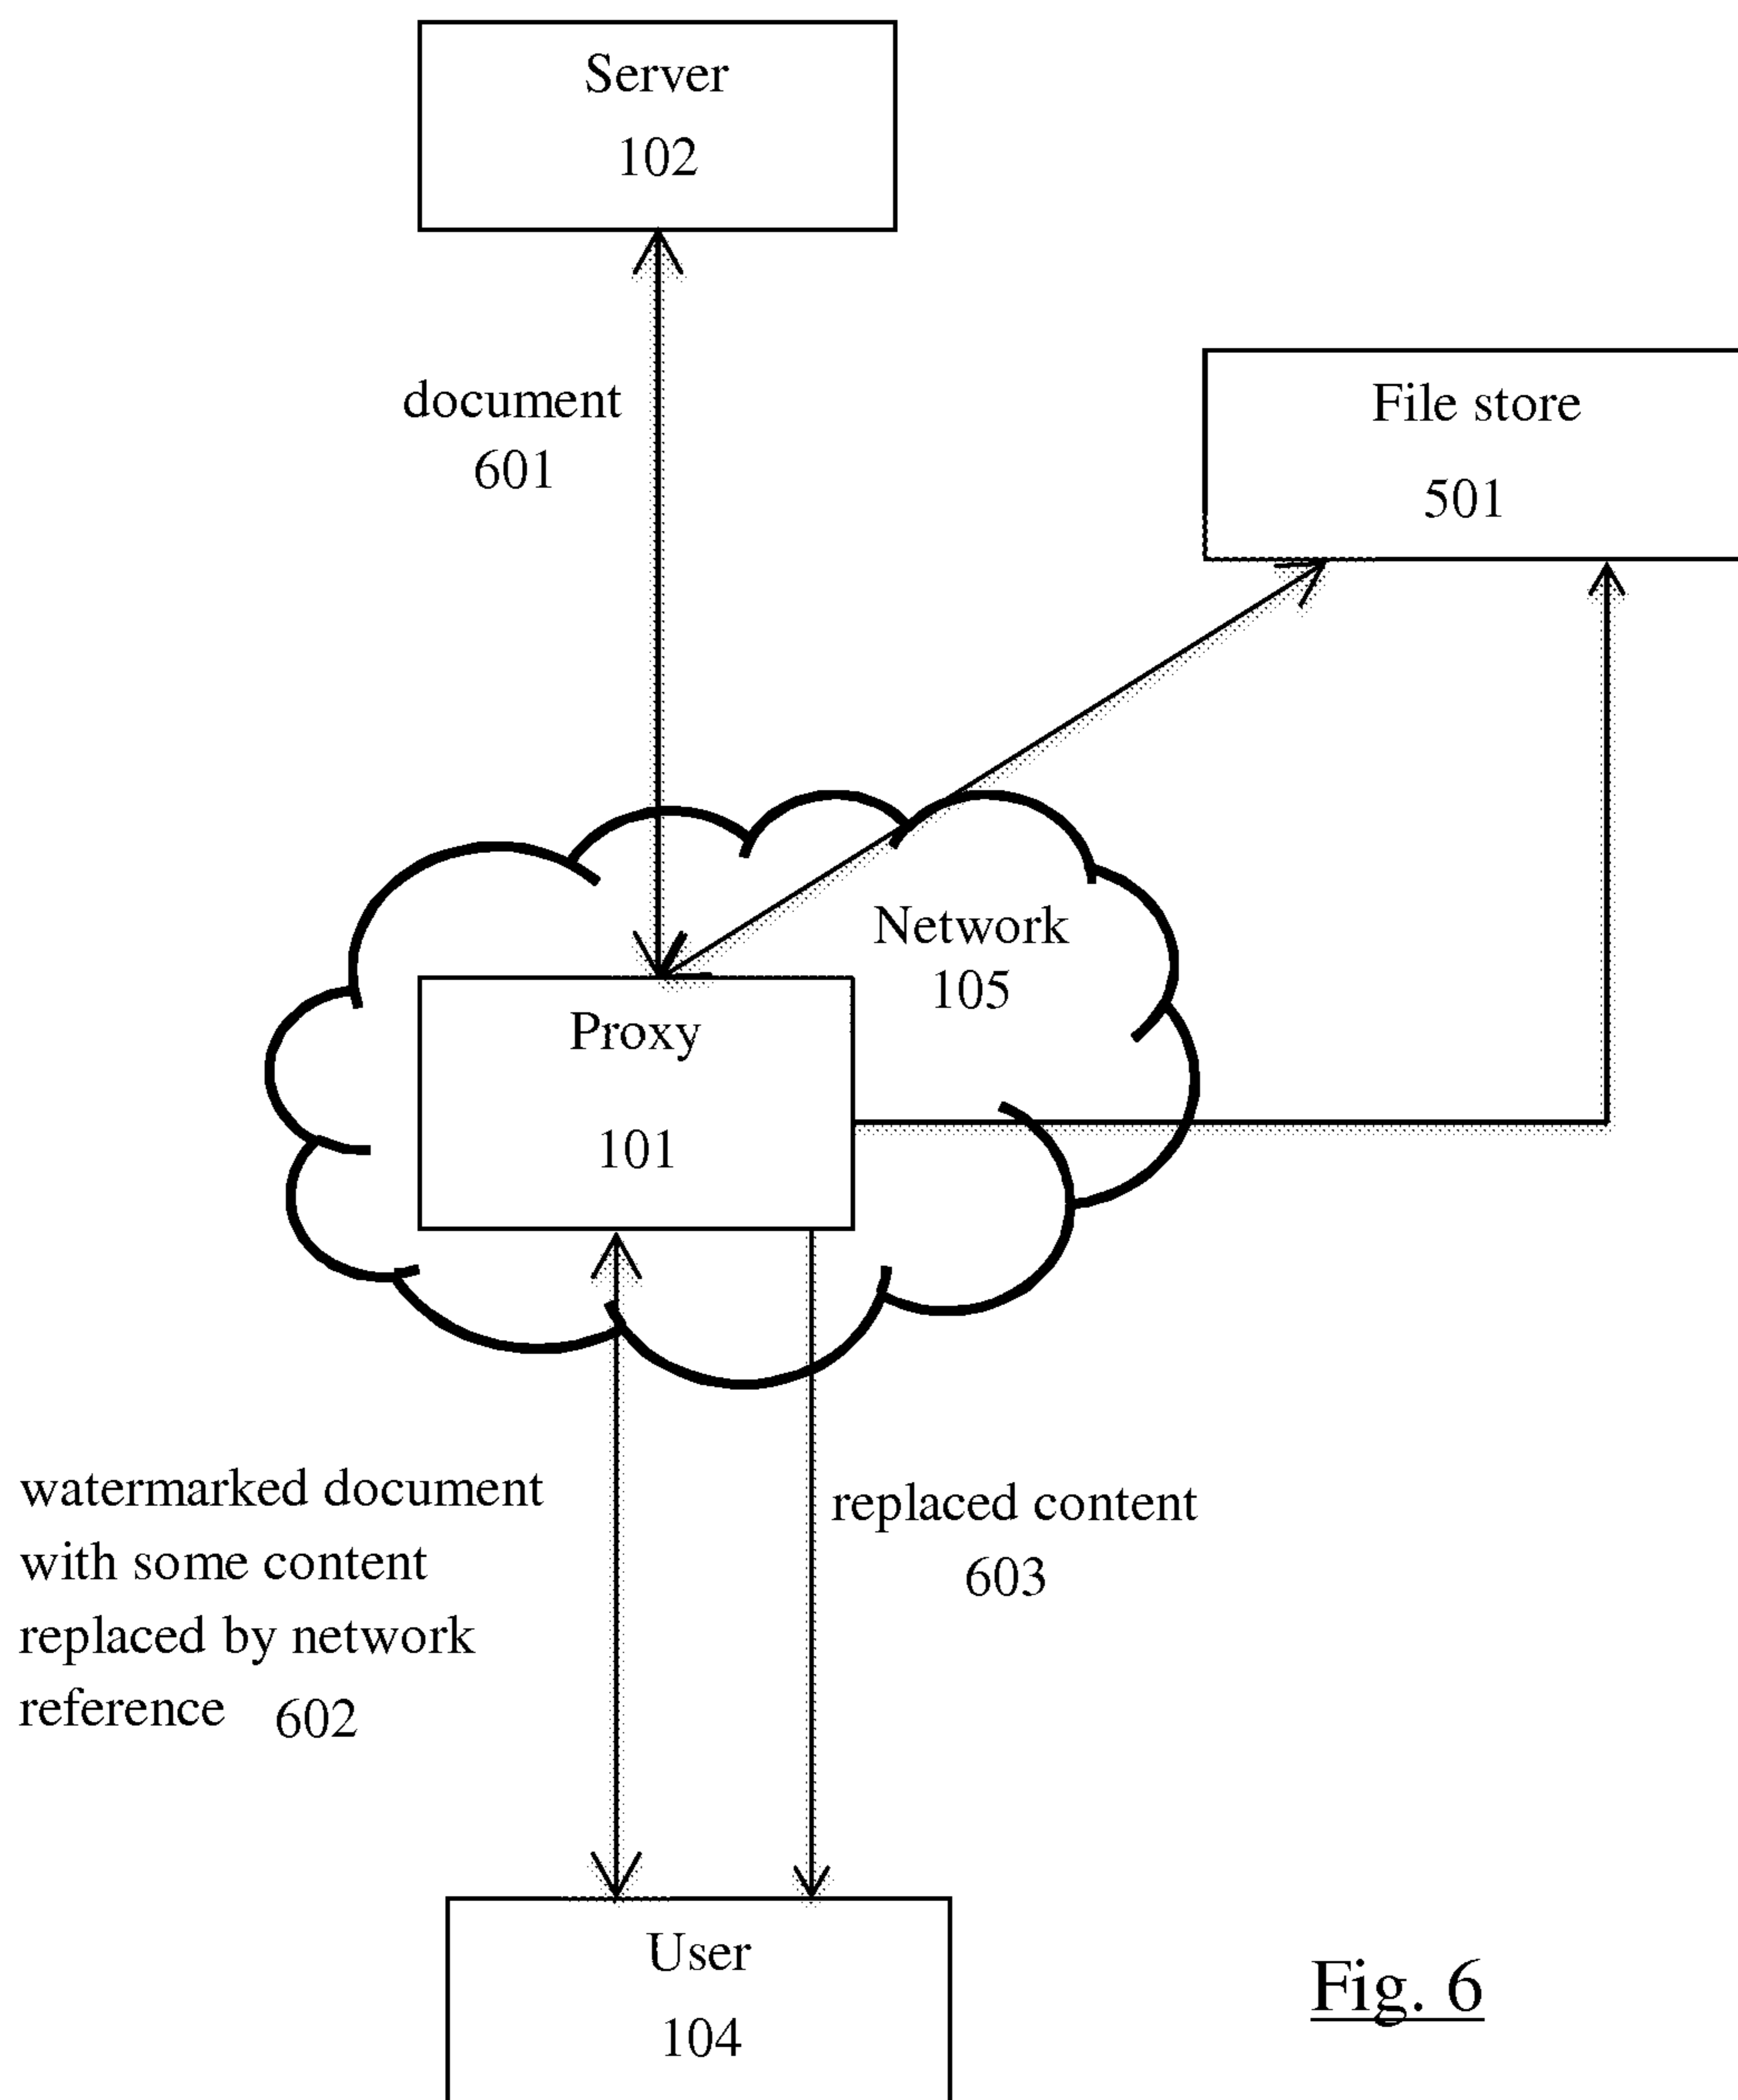 Server
102
document
601
File store
501
Network
105
Proxy
101
watermarked document
with some content
replaced by network
reference 602
replaced content
603
User
104
Fig. 6